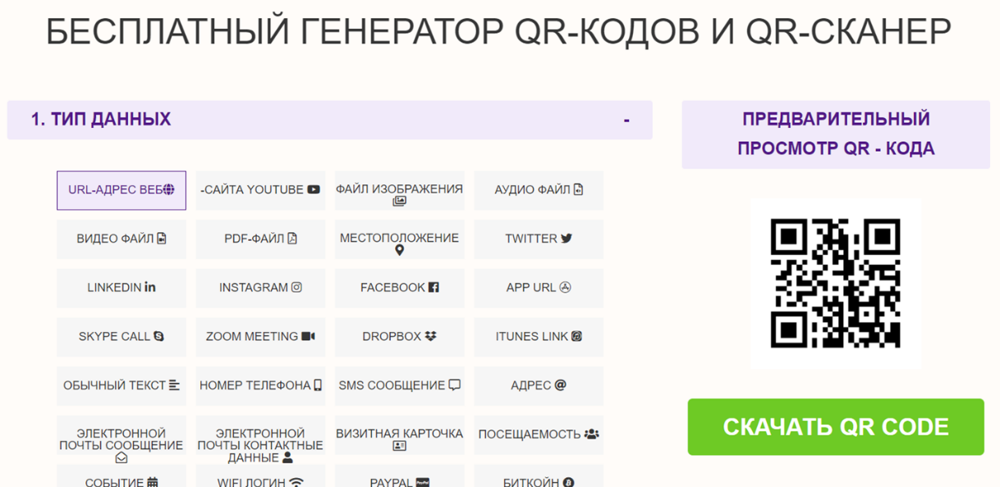 БЕСПЛАТНЫЙ ГЕНЕРАТОР QR-КОДОВ И QR-СКАНЕР
1. ТИП ДАННЫХ -
ПРЕДВАРИТЕЛЬНЫЙ
ПРОСМОТР QR - КОДА
URL-АДРЕС ВЕБ
-САЙТА YOUTUBE
ФАЙЛ ИЗОБРАЖЕНИЯ
АУДИО ФАЙЛ
ВИДЕО ФАЙЛ
PDF-ФАЙЛ
МЕСТОПОЛОЖЕНИЕ
TWITTER
LINKEDIN
INSTAGRAM
FACEBOOK
APP URL
SKYPE CALL
ZOOM MEETING
DROPBOX
ITUNES LINK
ОБЫЧНЫЙ ТЕКСТ
НОМЕР ТЕЛЕФОНА
SMS СООБЩЕНИЕ
АДРЕС
ЭЛЕКТРОННОЙ
ПОЧТЫ СООБЩЕНИЕ
ЭЛЕКТРОННОЙ
ПОЧТЫ КОНТАКТНЫЕ
ДАННЫЕ
ВИЗИТНАЯ КАРТОЧКА
ПОСЕЩАЕМОСТЬ
СОБЫТИЕ
WIFI ЛОГИН
PAYPAL
БИТКОЙН
СКАЧАТЬ QR CODE